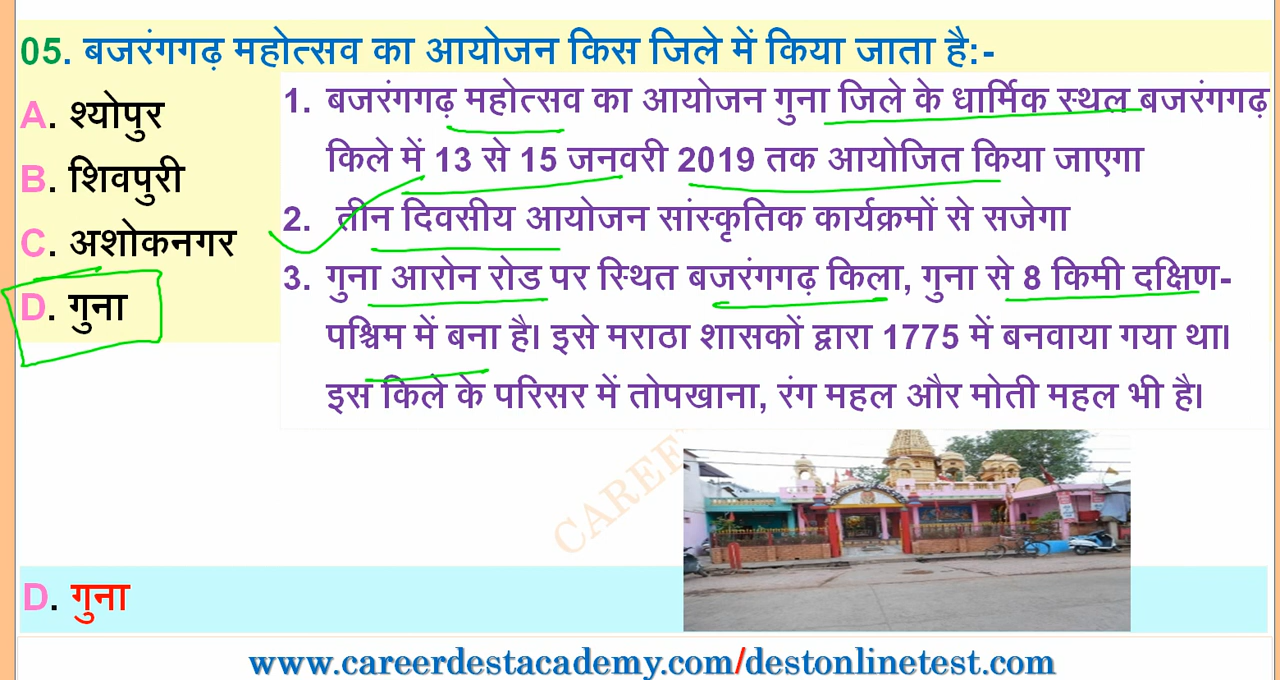 05. बजरंगगढ़ महोत्सव का आयोजन किस जिले में किया जाता है:-
A. श्योपुर
B. शिवपुरी
C. अशोकनगर
D. गुना
1. बजरंगगढ़ महोत्सव का आयोजन गुना जिले के धार्मिक स्थल बजरंगगढ़
किले में 13 से 15 जनवरी 2019 तक आयोजित किया जाएगा
2. तीन दिवसीय आयोजन सांस्कृतिक कार्यक्रमों से सजेगा
3. गुना आरोन रोड पर स्थित बजरंगगढ़ किला, गुना से 8 किमी दक्षिण-
पश्चिम में बना है। इसे मराठा शासकों द्वारा 1775 में बनवाया गया था।
इस किले के परिसर में तोपखाना, रंग महल और मोती महल भी है।
D. गुना
www.careerdestacademy.com/destonlinetest.com